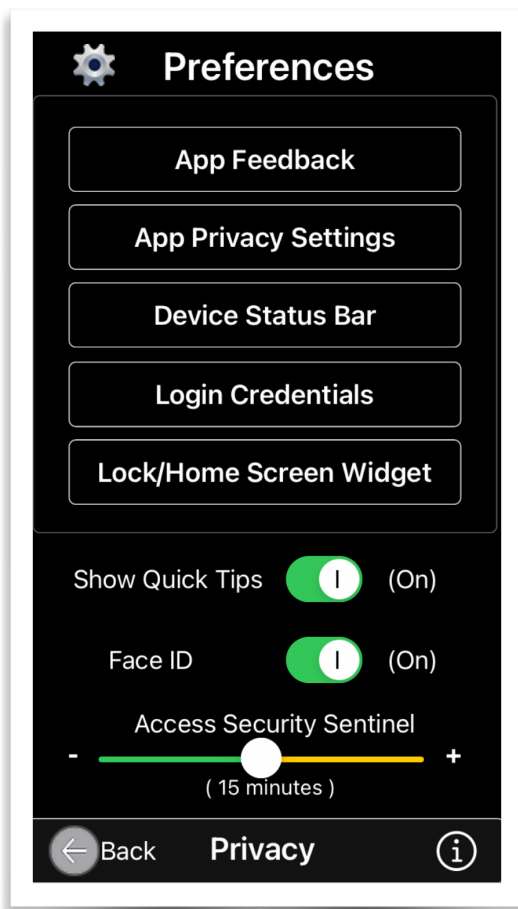 Preferences
App Feedback
App Privacy Settings
Device Status Bar
Login Credentials
Lock/Home Screen Widget
Show Quick Tips (On)
Face ID (On)
Access Security Sentinel
- +
( 15 minutes )
Back Privacy i